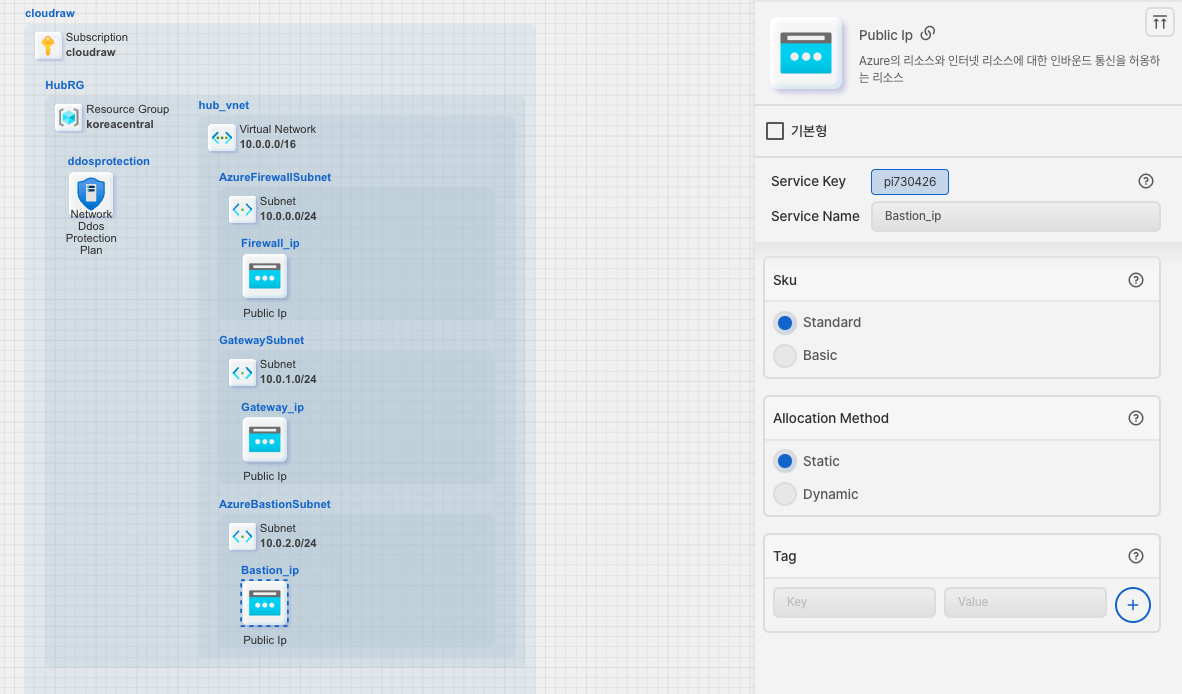 cloudraw
Subscription
cloudraw
HubRG
Resource Group
koreacentral
ddosprotection
Network
Ddos
Protection
Plan
hub_vnet
Virtual Network
10.0.0.0/16
AzureFirewallSubnet
Subnet
10.0.0.0/24
Firewall_ip
Public Ip
GatewaySubnet
Subnet
10.0.1.0/24
Gateway_ip
Public Ip
AzureBastionSubnet
Subnet
10.0.2.0/24
Bastion_ip
Public Ip
Public Ip
Azure의 리소스와 인터넷 리소스에 대한 인바운드 통신을 허용하
는 리소스
기본형
Service Key pi730426
Service Name Bastion_ip
Sku
Standard
Basic
Allocation Method
Static
Dynamic
Tag
Key Value